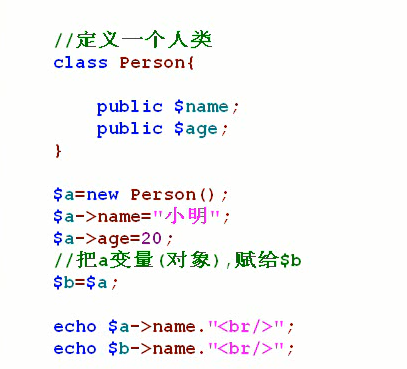 //定义一个人类
class Person{
public $name;
public $age;
}
$a=new Person();
$a->name="小明";
$a->age=20;
//把a变量(对象),赋给$b
$b=$a;
echo $a->name."<br/>";
echo $b->name."<br/>";